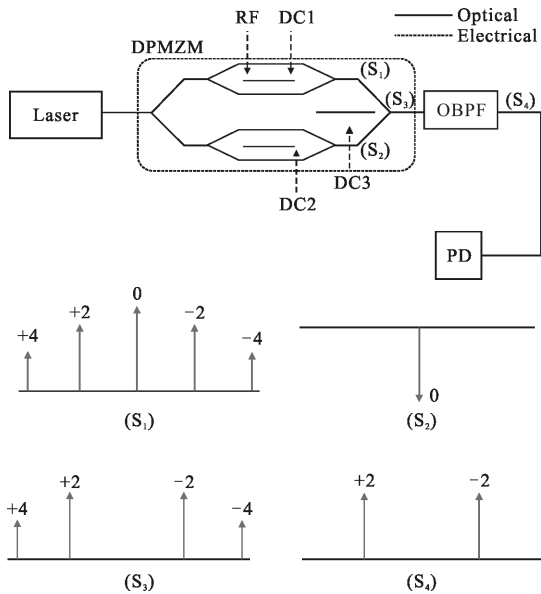 RF DC1
Optical
Electrical
DPMZM
(S₁)
Laser
(S₃)
OBPF
(S₄)
(S₂)
DC3
DC2
PD
0
+2
−2
+4
−4
(S₁)
0
(S₂)
+2
−2
+4
−4
(S₃)
+2
−2
(S₄)